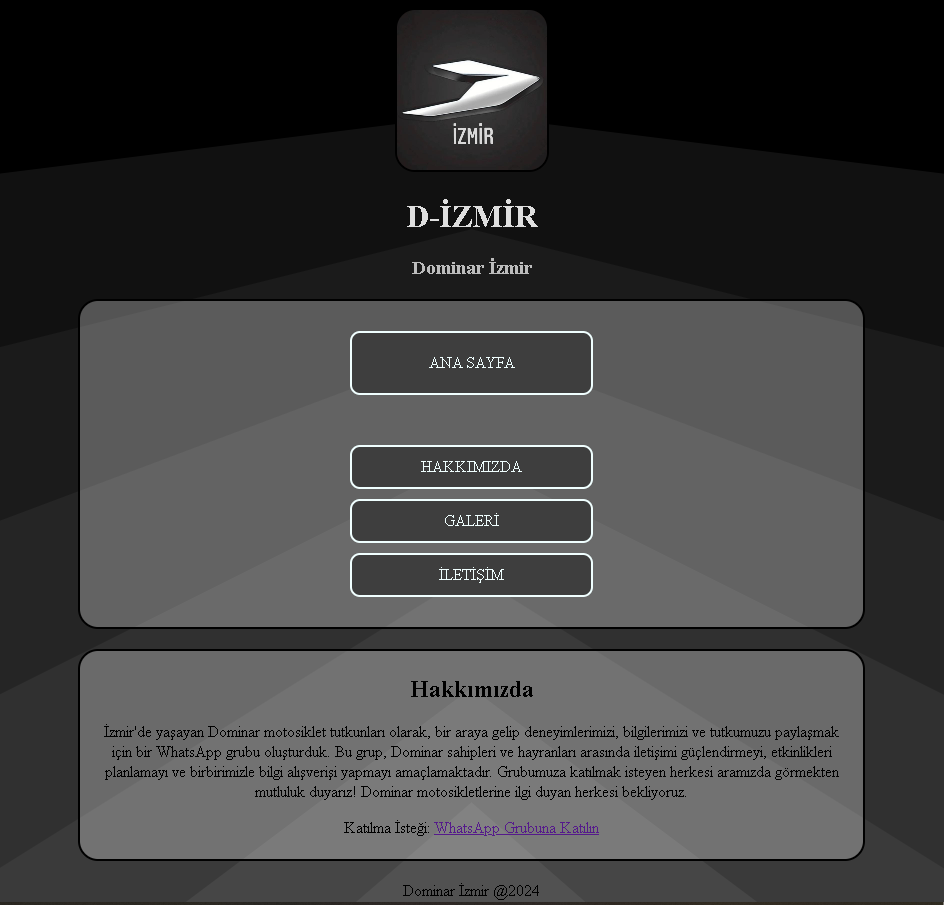 İZMİR
D-İZMİR
Dominar İzmir
ANA SAYFA
HAKKIMIZDA
GALERİ
İLETİŞİM
Hakkımızda
İzmir'de yaşayan Dominar motosiklet tutkunları olarak, bir araya gelip deneyimlerimizi, bilgilerimizi ve tutkumuzu paylaşmak
için bir WhatsApp grubu oluşturduk. Bu grup, Dominar sahipleri ve hayranları arasında iletişimi güçlendirmeyi, etkinlikleri
planlamayı ve birbirimizle bilgi alışverişi yapmayı amaçlamaktadır. Grubumuza katılmak isteyen herkesi aramızda görmekten
mutluluk duyarız! Dominar motosikletlerine ilgi duyan herkesi bekliyoruz.
Katılma İsteği: WhatsApp Grubuna Katılın
Dominar İzmir @2024